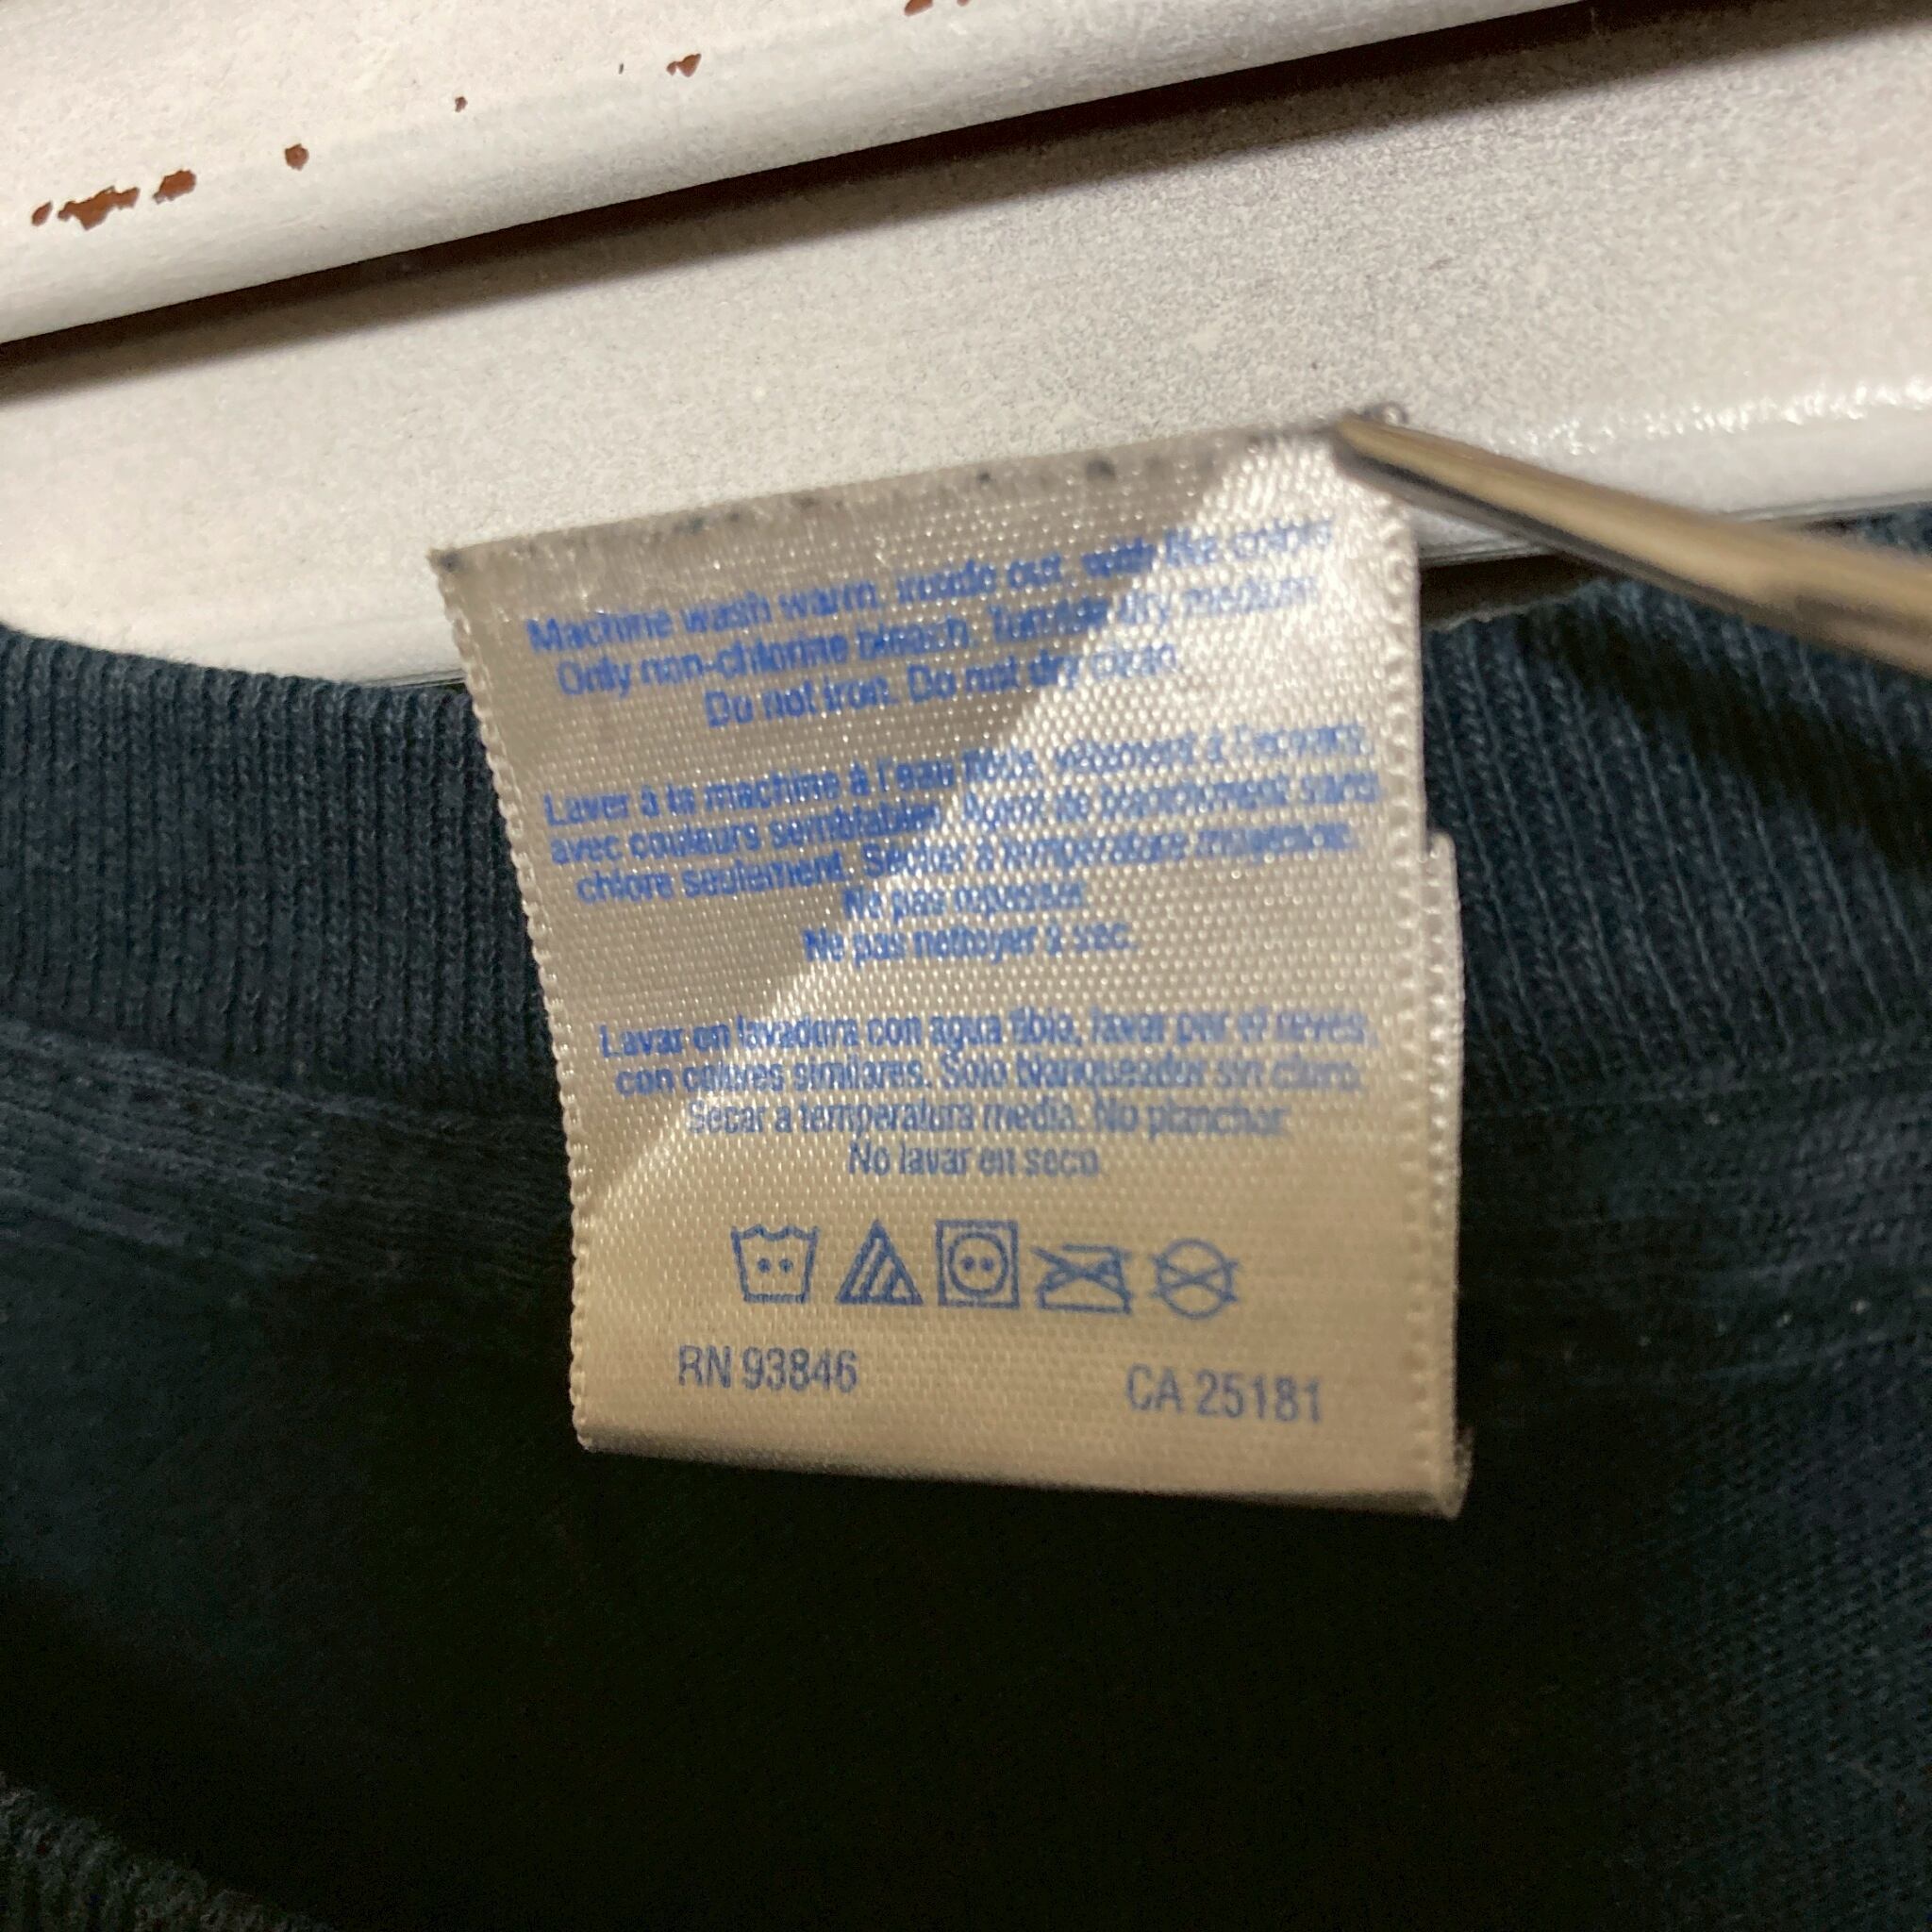 Machine wash warm, inside out, with like colors.
Only non-chlorine bleach. Tumble dry medium.
Do not iron. Do not dry clean.
Laver à la machine à l'eau tiède, vêtement à l'envers,
avec couleurs semblables. Agent de blanchiment sans
chlore seulement. Sécher à température moyenne.
Ne pas repasser.
Ne pas nettoyer à sec.
Lavar en lavadora con agua tibia, lavar por el revés
con colores similares. Solo blanqueador sin cloro.
Secar a temperatura media. No planchar.
No lavar en seco.
RN 93846 CA 25181